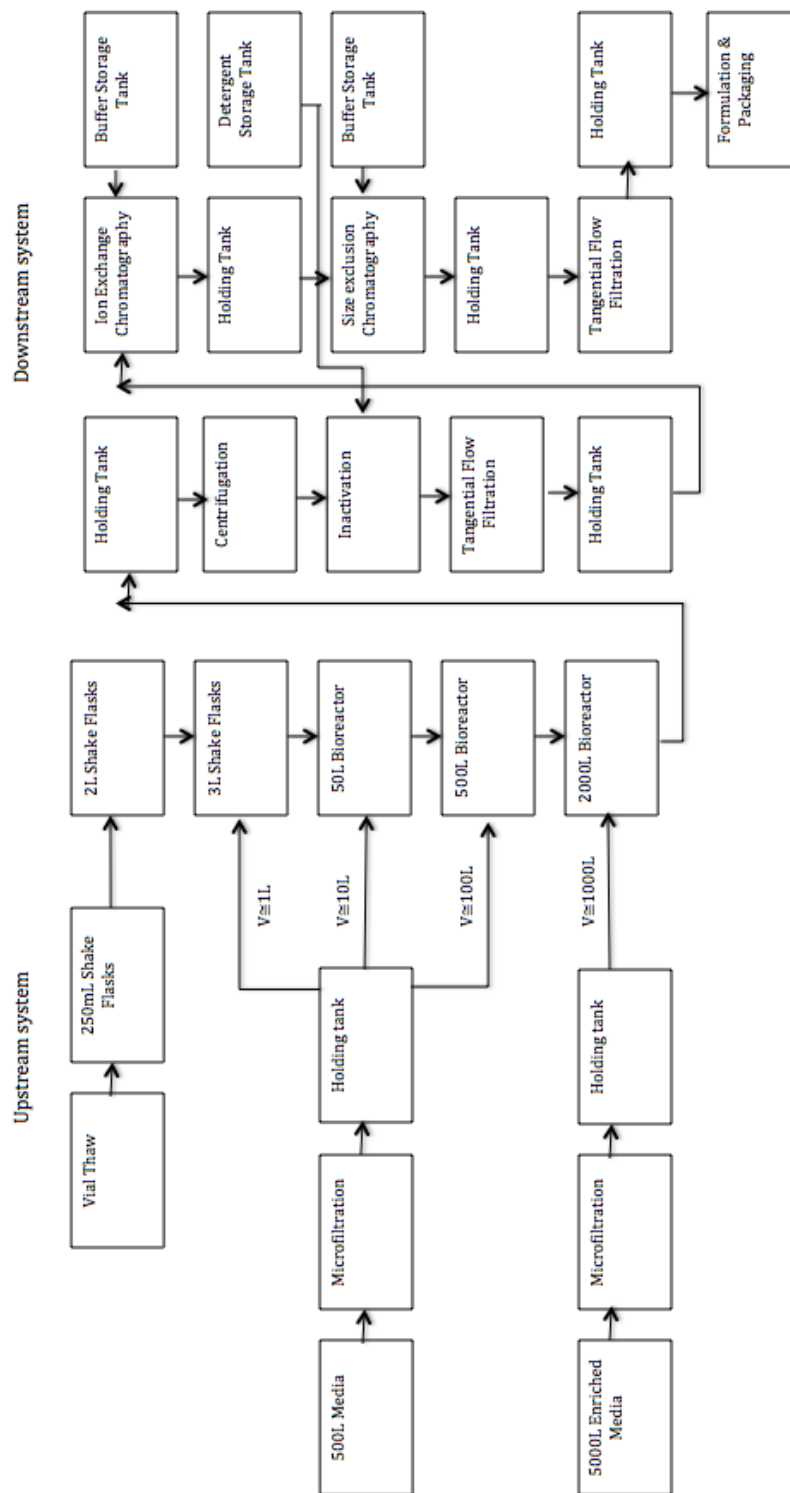 Upstream system
Downstream system
Vial Thaw
250mL Shake
Flasks
2L Shake Flasks
3L Shake Flasks
50L Bioreactor
500L Bioreactor
2000L Bioreactor
V≅1L
V≅10L
V≅100L
V≅1000L
500L Media
Microfiltration
Holding tank
5000L Enriched
Media
Microfiltration
Holding tank
Holding Tank
Centrifugation
Inactivation
Tangential Flow
Filtration
Holding Tank
Ion Exchange
Chromatography
Holding Tank
Size exclusion
Chromatography
Holding Tank
Tangential Flow
Filtration
Buffer Storage
Tank
Detergent
Storage Tank
Buffer Storage
Tank
Holding Tank
Formulation &
Packaging